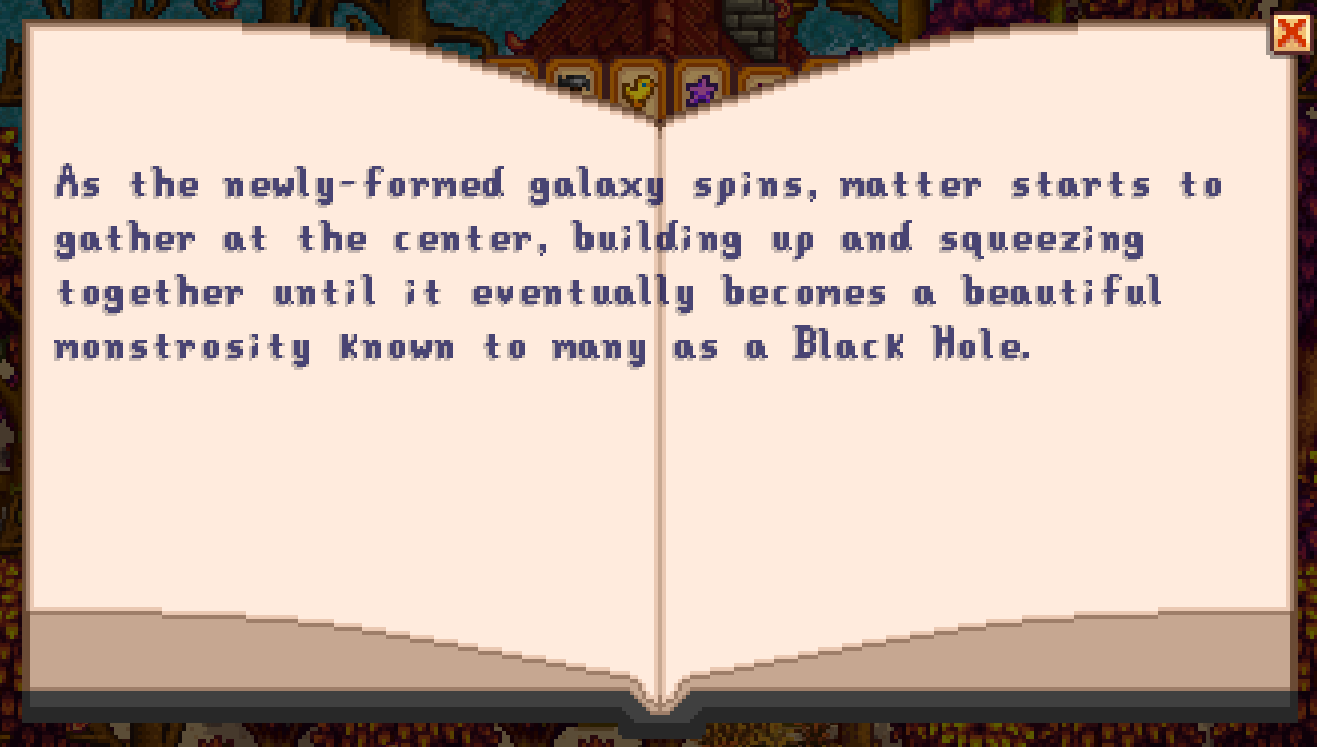 As the newly-formed galaxy spins, matter starts to
gather at the center, building up and squeezing
together until it eventually becomes a beautiful
monstrosity known to many as a Black Hole.